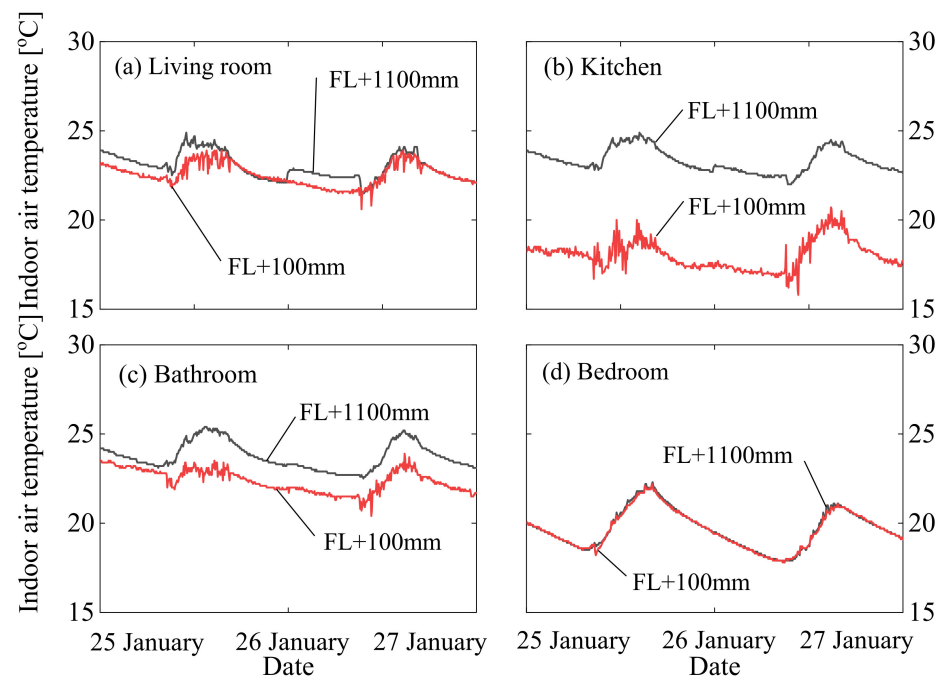 Indoor air temperature [°C]
30
25
20
15
(a) Living room
FL+1100mm
FL+100mm
(b) Kitchen
FL+1100mm
FL+100mm
30
25
20
15
Indoor air temperature [°C]
30
25
20
15
(c) Bathroom
FL+1100mm
FL+100mm
25 January
26 January
27 January
Date
(d) Bedroom
FL+1100mm
FL+100mm
30
25
20
15
25 January
26 January
27 January
Date